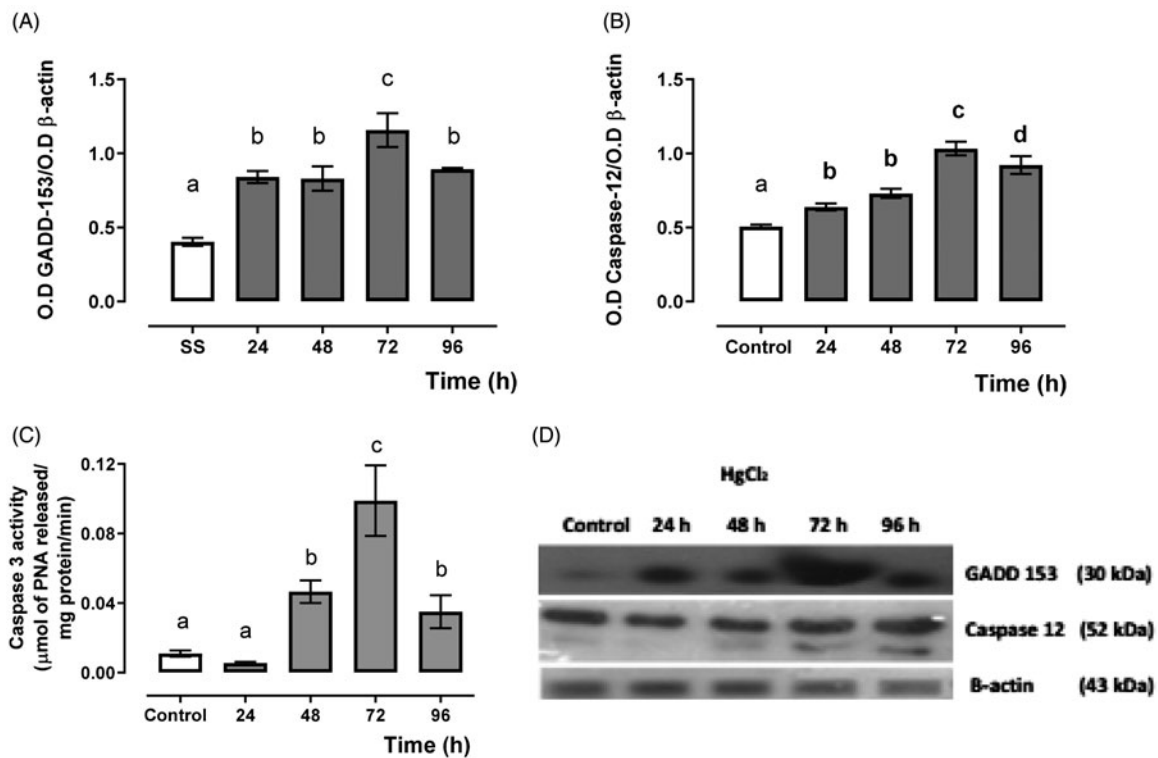 (A)
O.D GADD-153/O.D β-actin
1.5
1.0
0.5
0.0
a
b
b
c
b
SS 24 48 72 96
Time (h)
(B)
O.D Caspase-12/O.D β-actin
1.5
1.0
0.5
0.0
a
b
b
c
d
Control 24 48 72 96
Time (h)
(C)
Caspase 3 activity
(μmol of PNA released/
mg protein/min)
0.12
0.08
0.04
0.00
a
a
b
c
b
Control 24 48 72 96
Time (h)
(D)
HgCl₂
Control 24 h 48 h 72 h 96 h
GADD 153 (30 kDa)
Caspase 12 (52 kDa)
B-actin (43 kDa)